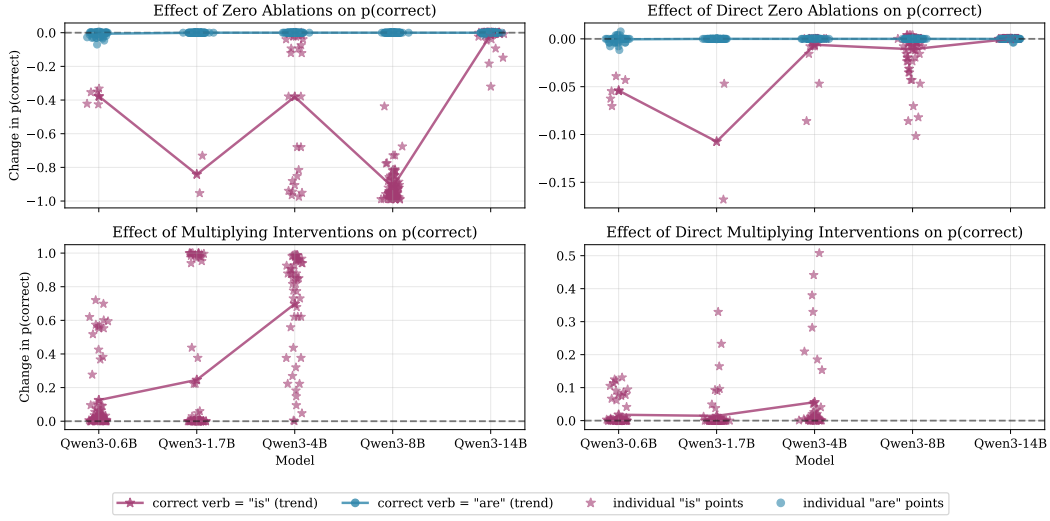 Effect of Zero Ablations on p(correct)
Change in p(correct)
0.0
−0.2
−0.4
−0.6
−0.8
−1.0
Effect of Direct Zero Ablations on p(correct)
0.00
−0.05
−0.10
−0.15
Effect of Multiplying Interventions on p(correct)
Change in p(correct)
1.0
0.8
0.6
0.4
0.2
0.0
Qwen3-0.6B Qwen3-1.7B Qwen3-4B Qwen3-8B Qwen3-14B
Model
Effect of Direct Multiplying Interventions on p(correct)
0.5
0.4
0.3
0.2
0.1
0.0
Qwen3-0.6B Qwen3-1.7B Qwen3-4B Qwen3-8B Qwen3-14B
Model
correct verb = "is" (trend) correct verb = "are" (trend) individual "is" points individual "are" points